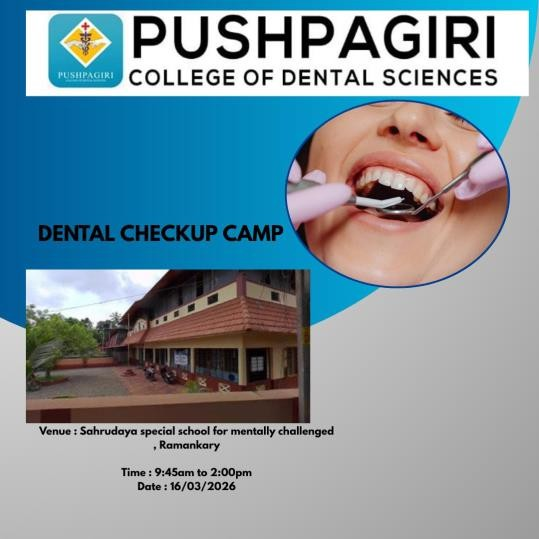 PUSHPAGIRI
PUSHPAGIRI
COLLEGE OF DENTAL SCIENCES
DENTAL CHECKUP CAMP
Venue : Sahrudaya special school for mentally challenged
, Ramankary
Time : 9:45am to 2:00pm
Date : 16/03/2026